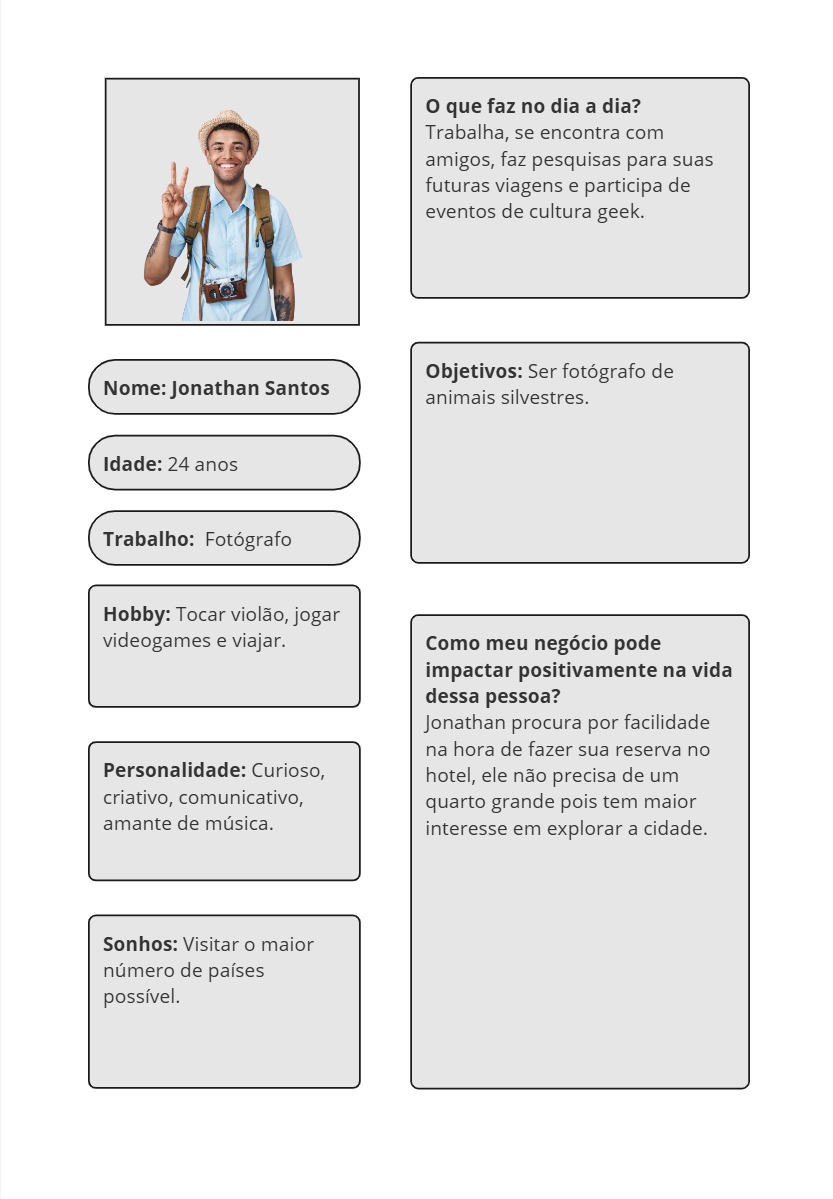 Nome: Jonathan Santos
Idade: 24 anos
Trabalho: Fotógrafo
Hobby: Tocar violão, jogar
videogames e viajar.
Personalidade: Curioso,
criativo, comunicativo,
amante de música.
Sonhos: Visitar o maior
número de países
possível.
O que faz no dia a dia?
Trabalha, se encontra com
amigos, faz pesquisas para suas
futuras viagens e participa de
eventos de cultura geek.
Objetivos: Ser fotógrafo de
animais silvestres.
Como meu negócio pode
impactar positivamente na vida
dessa pessoa?
Jonathan procura por facilidade
na hora de fazer sua reserva no
hotel, ele não precisa de um
quarto grande pois tem maior
interesse em explorar a cidade.